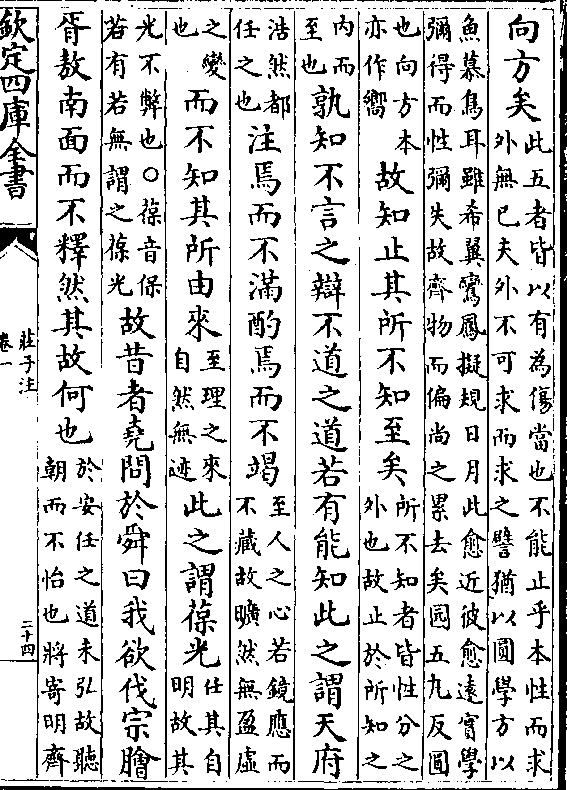 向方矣
此五者皆以有為傷當也不能止乎本性而求
外無已夫外不可求而求之譬猶以圓學方以
魚慕鳥耳雖希翼鸞鳳擬規日月此愈近彼愈遠實學
彌得而性彌失故齊物而偏尚之累去矣园五九反圓
也向方本
亦作嚮
故知止其所不知至矣
所不知者皆性分之
外也故止於所知之
内而
至也
孰知不言之辯不道之道若有能知此之謂天府
浩然都
任之也
注焉而不滿酌焉而不竭
至人之心若鏡應而
不藏故曠然無盈虛
之變
也
而不知其所由來
至理之來
自然無迹
此之謂葆光
任其自
明故其
光不弊也○葆音保
若有若無謂之葆光
故昔者堯問於舜曰我欲伐宗膾
胥敖南面而不釋然其故何也
於安任之道未弘故聽
朝而不怡也將寄明齊
欽定四庫全書
莊子注
卷一
二十四